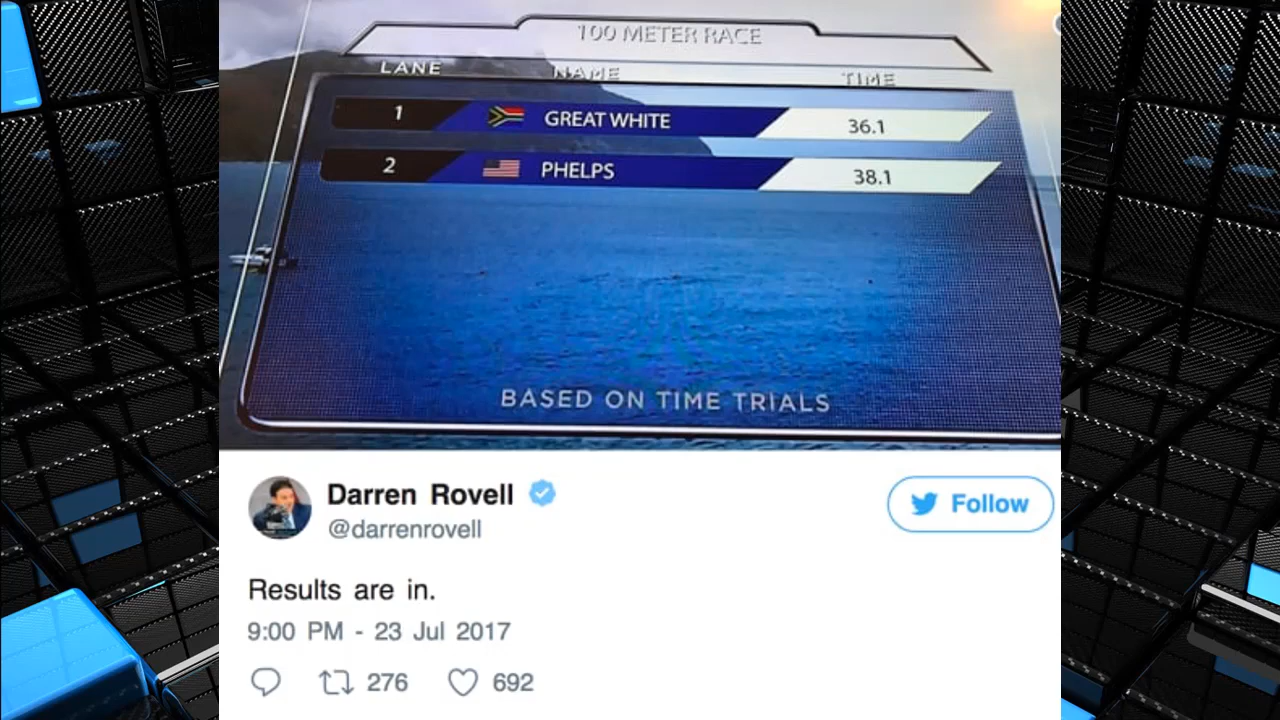 100 METER RACE
LANE NAME TIME
1 GREAT WHITE 36.1
2 PHELPS 38.1
BASED ON TIME TRIALS
Darren Rovell
@darrenrovell
Follow
Results are in.
9:00 PM - 23 Jul 2017
276 692